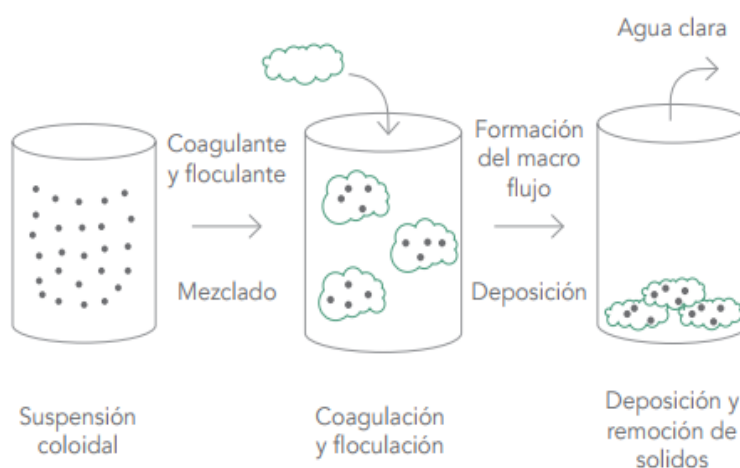 Agua clara
Coagulante
y floculante
Formación
del macro
flujo
Mezclado
Deposición
Suspensión
coloidal
Coagulación
y floculación
Deposición y
remoción de
solidos